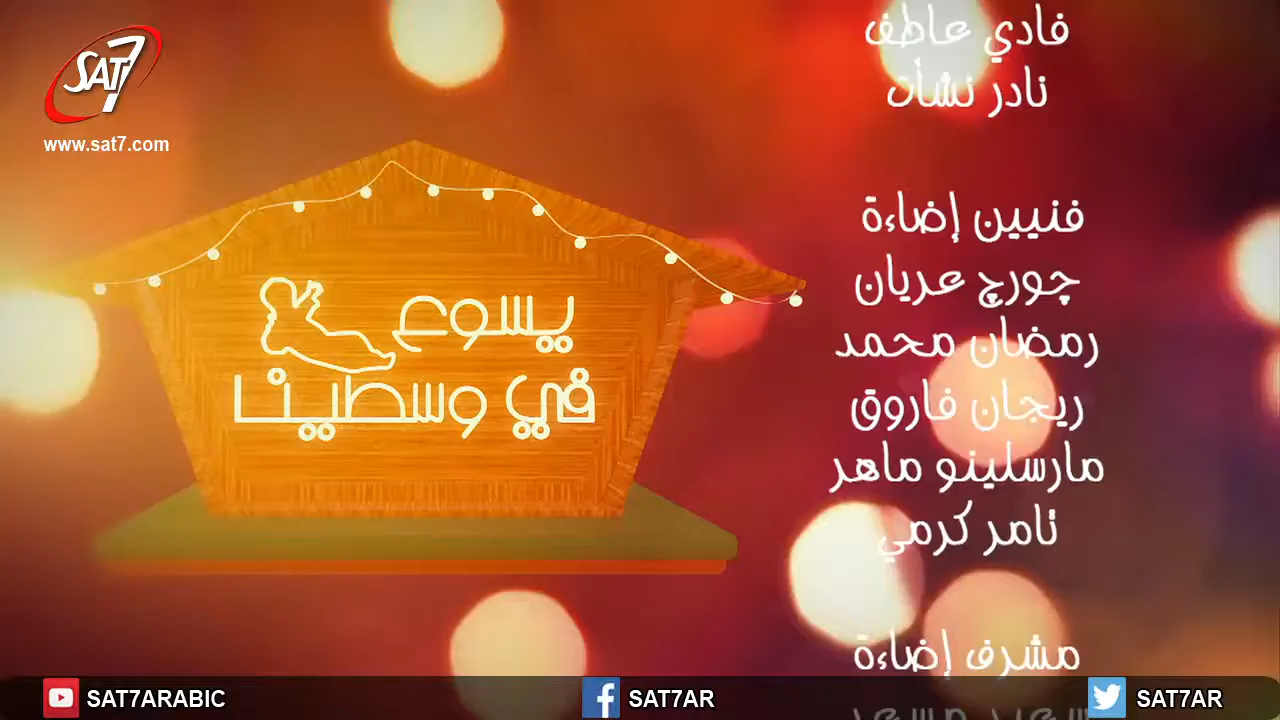 SAT7
www.sat7.com
يسوع
في وسطينا
فادي عاطف
نادر نشأت
فنيين إضاءة
چورچ عريان
رمضان محمد
ريجان فاروق
مارسلينو ماهر
تامر كرمي
مشرف إضاءة
SAT7ARABIC
SAT7AR
SAT7AR